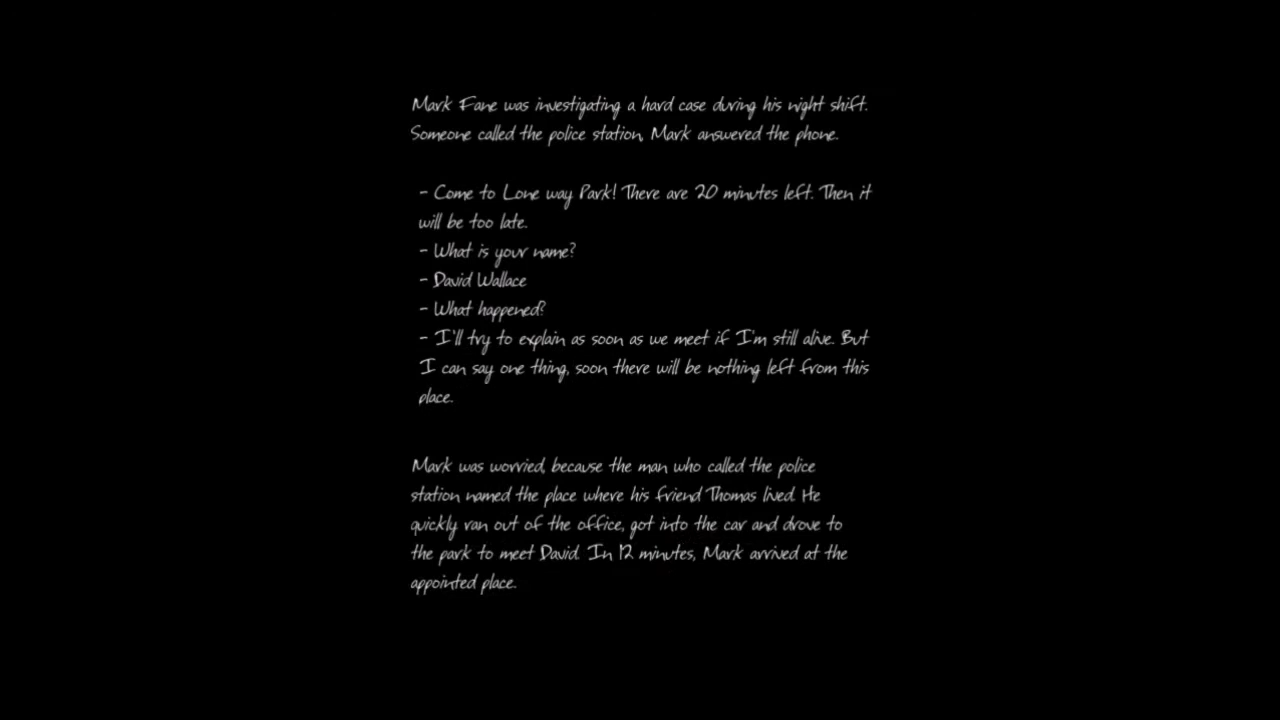 Mark Fane was investigating a hard case during his night shift.
Someone called the police station, Mark answered the phone.
- Come to Lone way Park! There are 20 minutes left. Then it
will be too late.
- What is your name?
- David Wallace
- What happened?
- I'll try to explain as soon as we meet if I'm still alive. But
I can say one thing, soon there will be nothing left from this
place.
Mark was worried, because the man who called the police
station named the place where his friend Thomas lived. He
quickly ran out of the office, got into the car and drove to
the park to meet David. In 12 minutes, Mark arrived at the
appointed place.